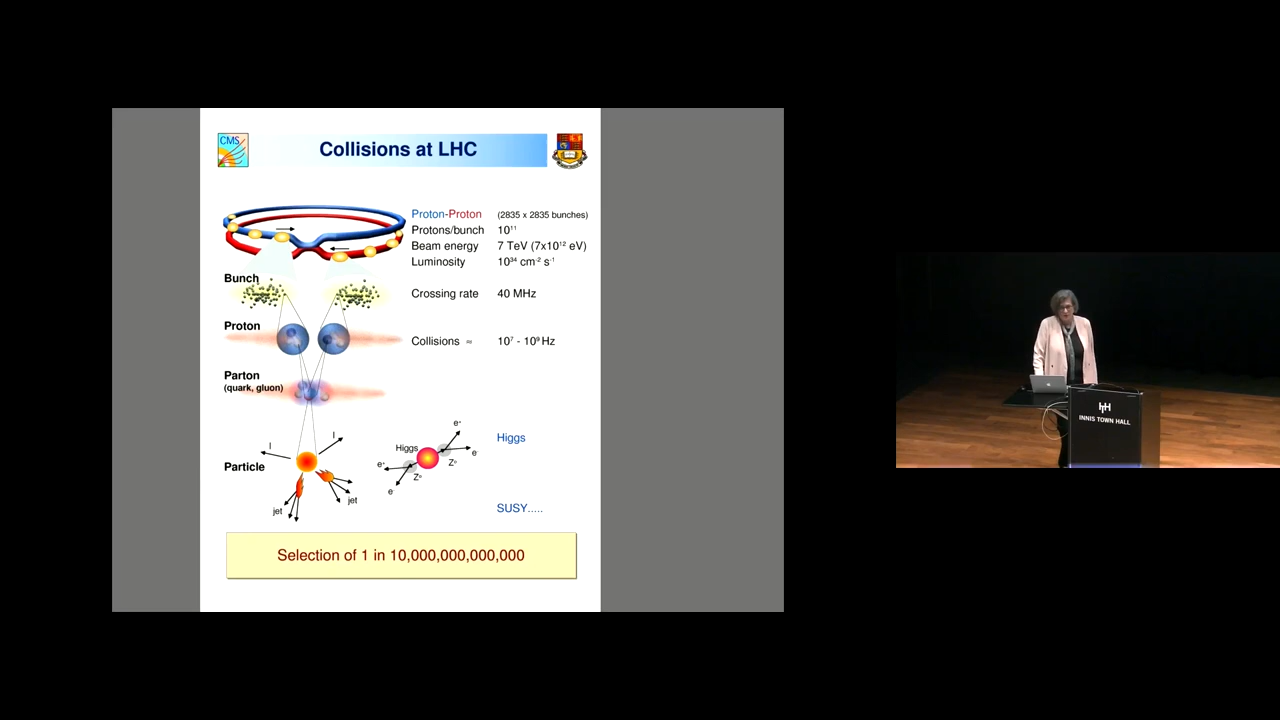 CMS
Collisions at LHC
Proton-Proton (2835 x 2835 bunches)
Protons/bunch 10¹¹
Beam energy 7 TeV (7x10¹² eV)
Luminosity 10³⁴ cm⁻² s⁻¹
Bunch
Crossing rate 40 MHz
Proton
Collisions ≈ 10⁷ - 10⁹ Hz
Parton
(quark, gluon)
Particle
l
l
jet
jet
Higgs
e⁺
e⁻
Z⁰
e⁺
Z⁰
e⁻
Higgs
SUSY.....
Selection of 1 in 10,000,000,000,000
INNIS TOWN HALL